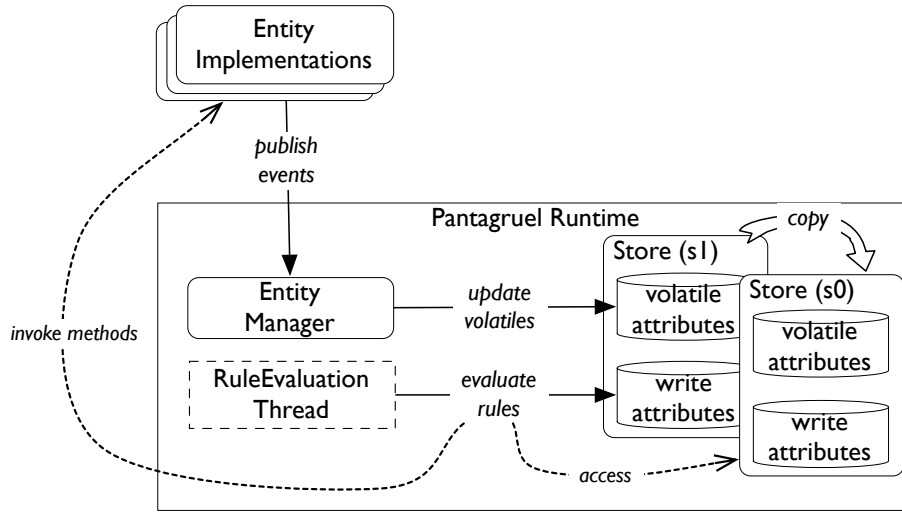 Entity
Implementations
publish
events
Pantagruel Runtime
copy
Store (s1)
Store (s0)
Entity
Manager
update
volatiles
volatile
attributes
volatile
attributes
invoke methods
RuleEvaluation
Thread
evaluate
rules
write
attributes
write
attributes
access